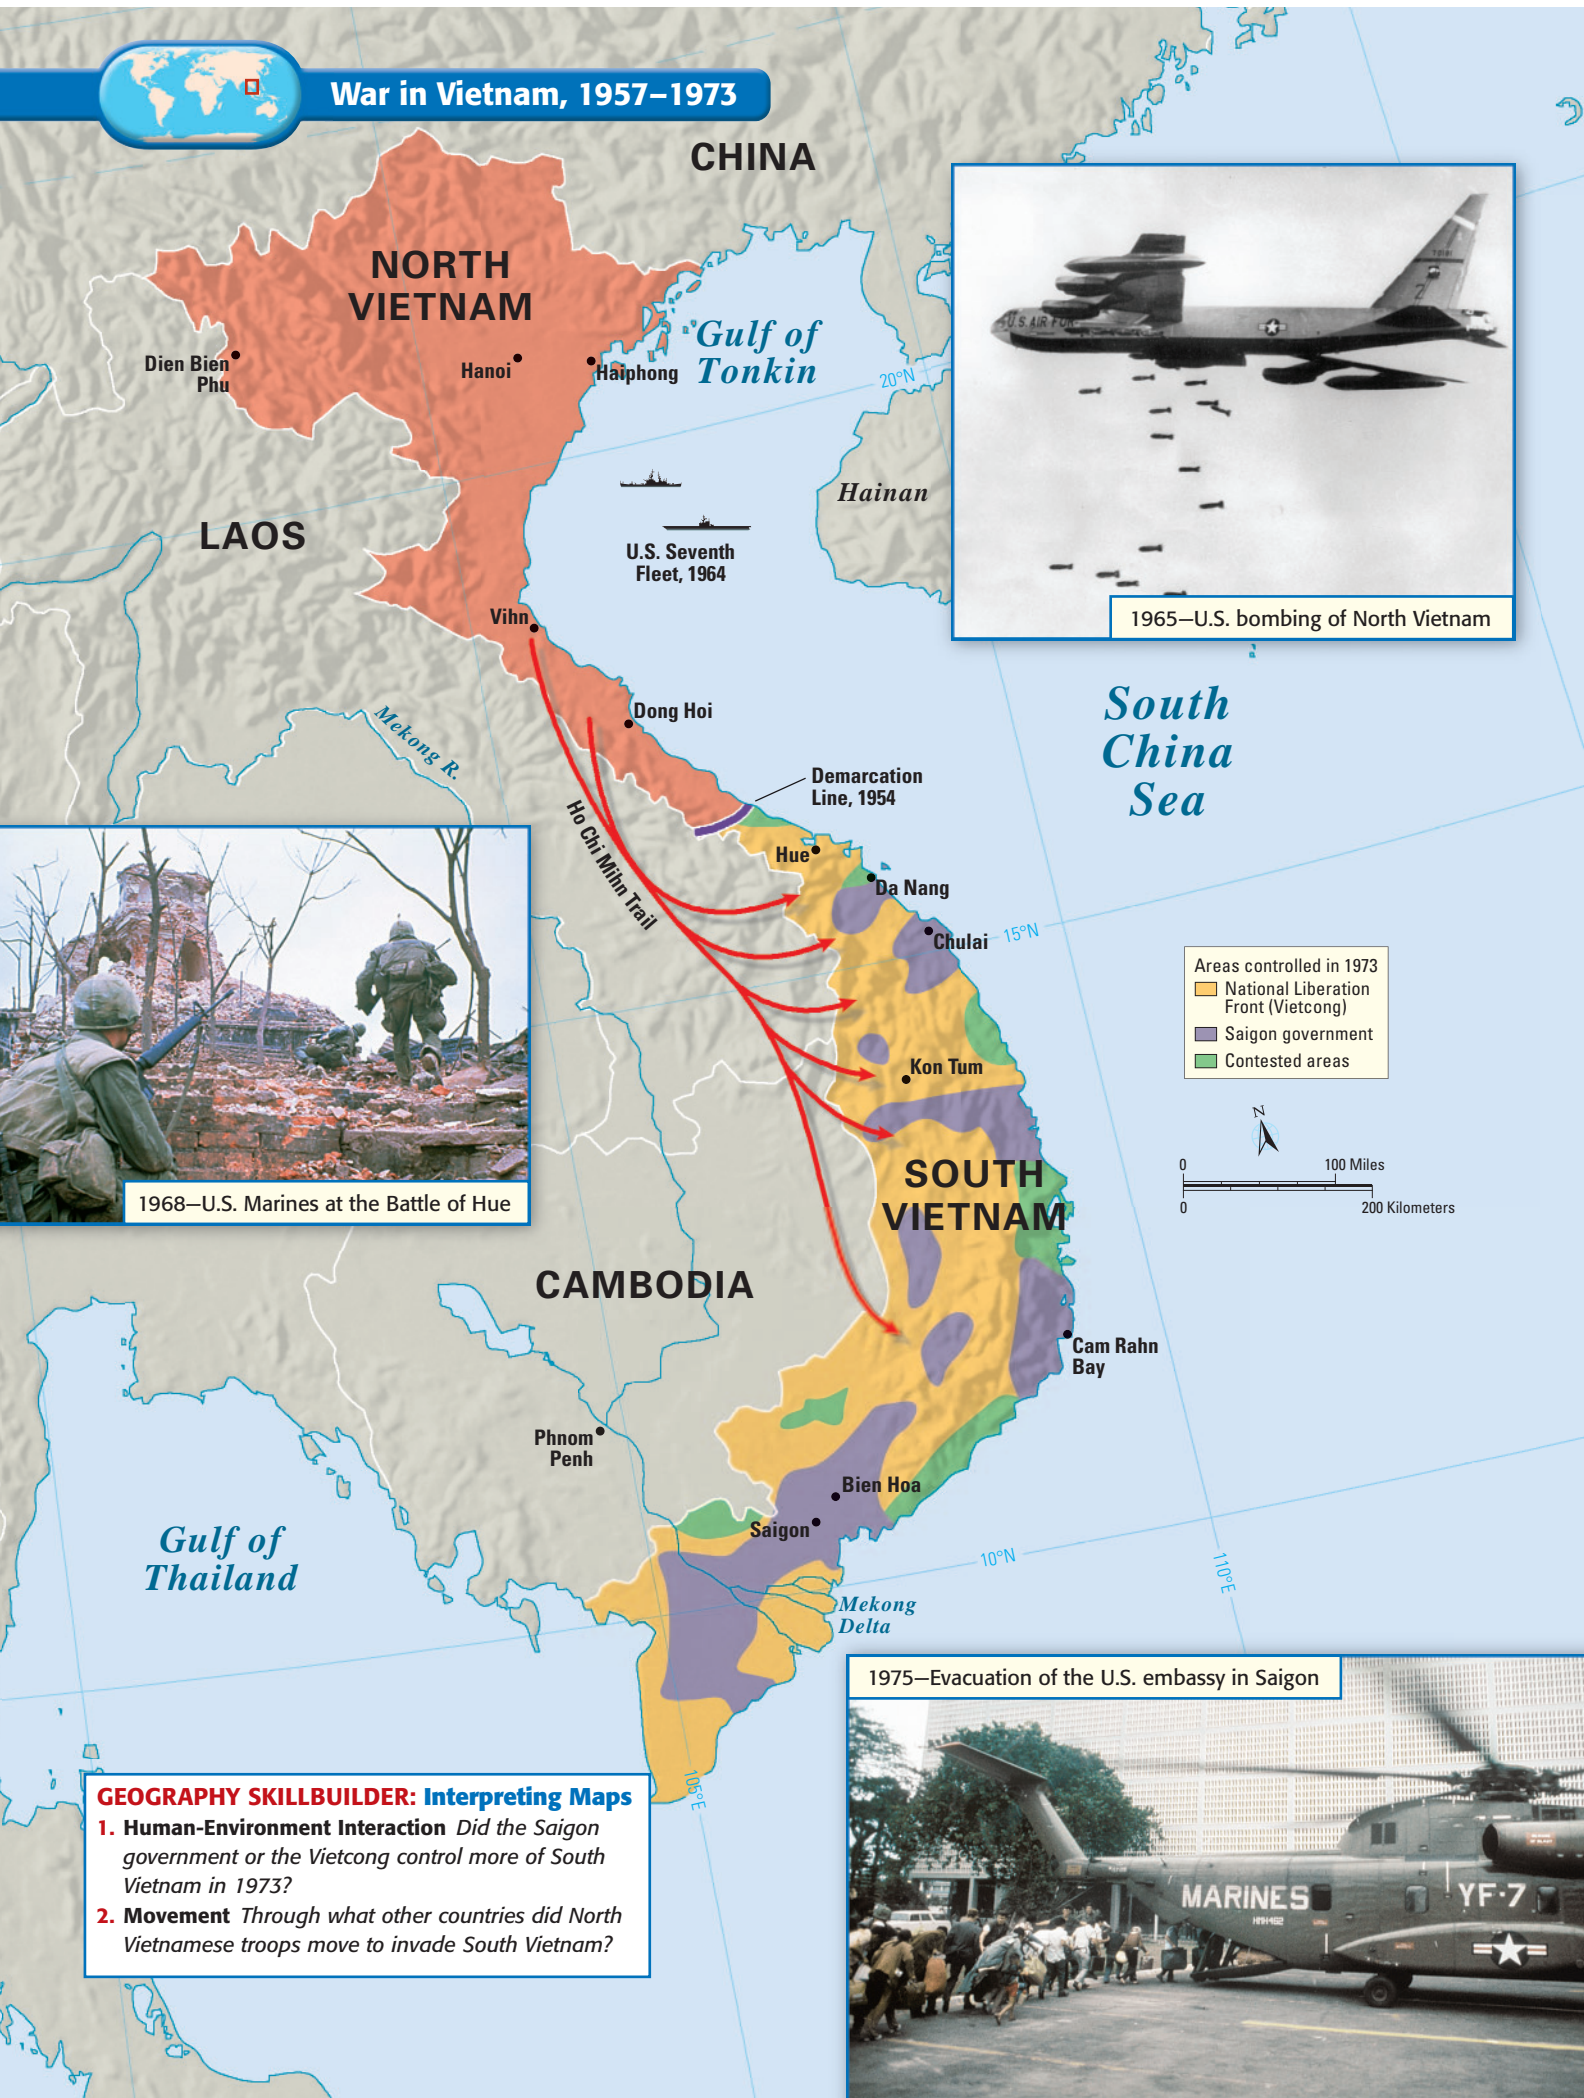 War in Vietnam, 1957–1973
CHINA
NORTH
VIETNAM
Dien Bien
Phu
Hanoi
Haiphong
Gulf of
Tonkin
20°N
Hainan
LAOS
U.S. Seventh
Fleet, 1964
U.S. AIR FOR
1965—U.S. bombing of North Vietnam
Vihn
Dong Hoi
Mekong R.
South
China
Sea
Demarcation
Line, 1954
Ho Chi Mihn Trail
Hue
Da Nang
Chulai
15°N
Areas controlled in 1973
National Liberation
Front (Vietcong)
Saigon government
Contested areas
Kon Tum
N
0 100 Miles
0 200 Kilometers
1968—U.S. Marines at the Battle of Hue
SOUTH
VIETNAM
CAMBODIA
Cam Rahn
Bay
Phnom
Penh
Bien Hoa
Saigon
Gulf of
Thailand
10°N
110°E
Mekong
Delta
105°E
1975—Evacuation of the U.S. embassy in Saigon
MARINES
HMH462
YF-7
GEOGRAPHY SKILLBUILDER: Interpreting Maps
1. Human-Environment Interaction Did the Saigon
government or the Vietcong control more of South
Vietnam in 1973?
2. Movement Through what other countries did North
Vietnamese troops move to invade South Vietnam?